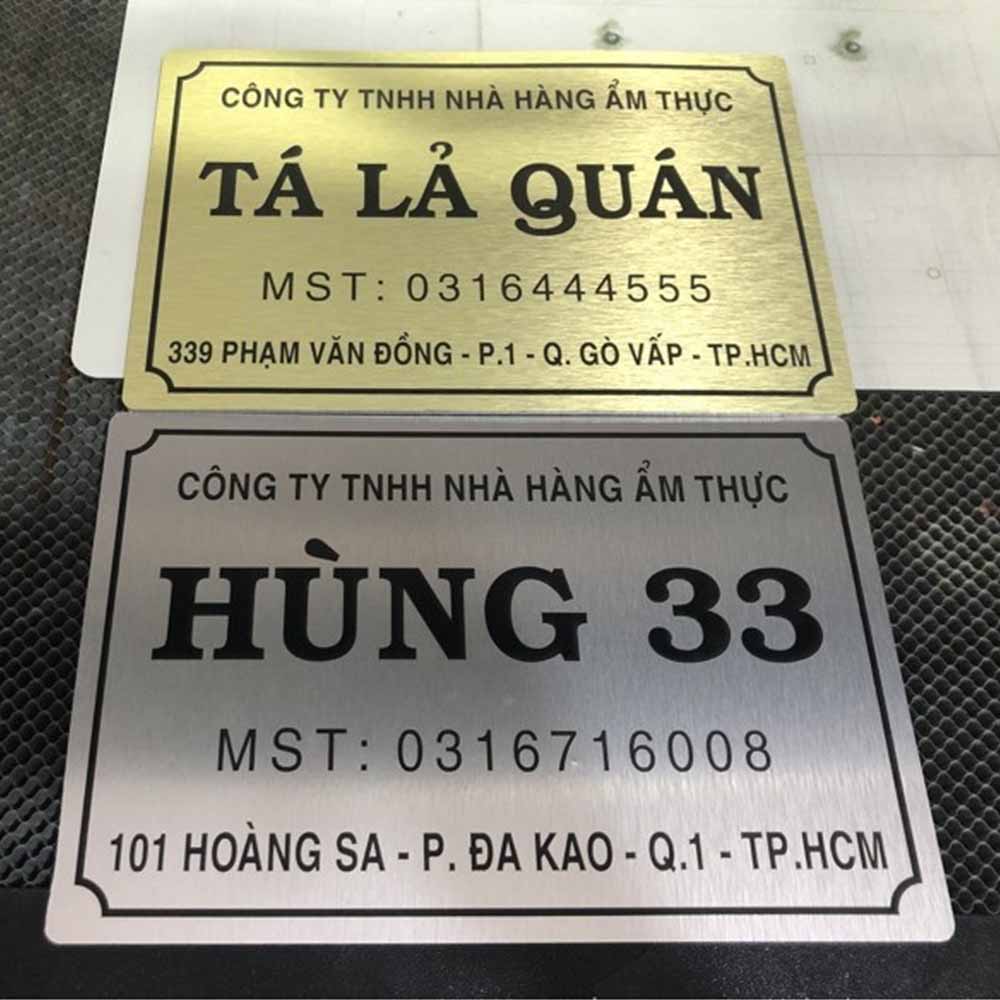 CÔNG TY TNHH NHÀ HÀNG ẨM THỰC
TÁ LẢ QUÁN
MST: 0316444555
339 PHẠM VĂN ĐỒNG - P.1 - Q. GÒ VẤP - TP.HCM
CÔNG TY TNHH NHÀ HÀNG ẨM THỰC
HÙNG 33
MST: 0316716008
101 HOÀNG SA - P. ĐA KAO - Q.1 - TP.HCM